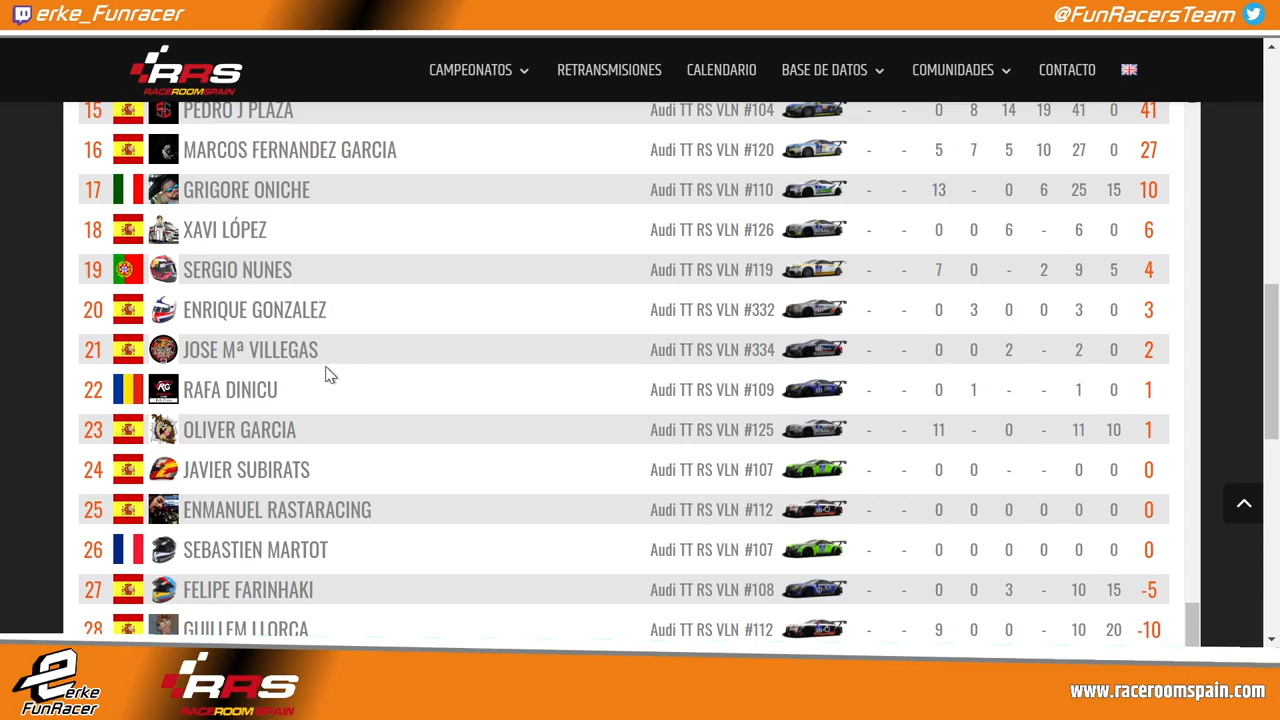 erke_Funracer @FunRacersTeam
RRS RACEROOMSPAIN CAMPEONATOS RETRANSMISIONES CALENDARIO BASE DE DATOS COMUNIDADES CONTACTO
15 PEDRO J PLAZA Audi TT RS VLN #104 - - 0 8 14 19 41 0 41
16 MARCOS FERNANDEZ GARCIA Audi TT RS VLN #120 - - 5 7 5 10 27 0 27
17 GRIGORE ONICHE Audi TT RS VLN #110 - - 13 - 0 6 25 15 10
18 XAVI LÓPEZ Audi TT RS VLN #126 - - 0 0 6 - 6 0 6
19 SERGIO NUNES Audi TT RS VLN #119 - - 7 0 - 2 9 5 4
20 ENRIQUE GONZALEZ Audi TT RS VLN #332 - - 0 3 0 0 3 0 3
21 JOSE Mª VILLEGAS Audi TT RS VLN #334 - - 0 0 2 - 2 0 2
22 RAFA DINICU Audi TT RS VLN #109 - - 0 1 - - 1 0 1
23 OLIVER GARCIA Audi TT RS VLN #125 - - 11 - 0 - 11 10 1
24 JAVIER SUBIRATS Audi TT RS VLN #107 - - 0 0 - - 0 0 0
25 ENMANUEL RASTARACING Audi TT RS VLN #112 - - 0 0 0 0 0 0 0
26 SEBASTIEN MARTOT Audi TT RS VLN #107 - - 0 0 0 0 0 0 0
27 FELIPE FARINHAKI Audi TT RS VLN #108 - - 0 0 3 - 10 15 -5
28 GUILLEM LLORCA Audi TT RS VLN #112 - - 9 0 0 - 10 20 -10
e erke FunRacer RRS RACEROOM SPAIN www.raceroomspain.com